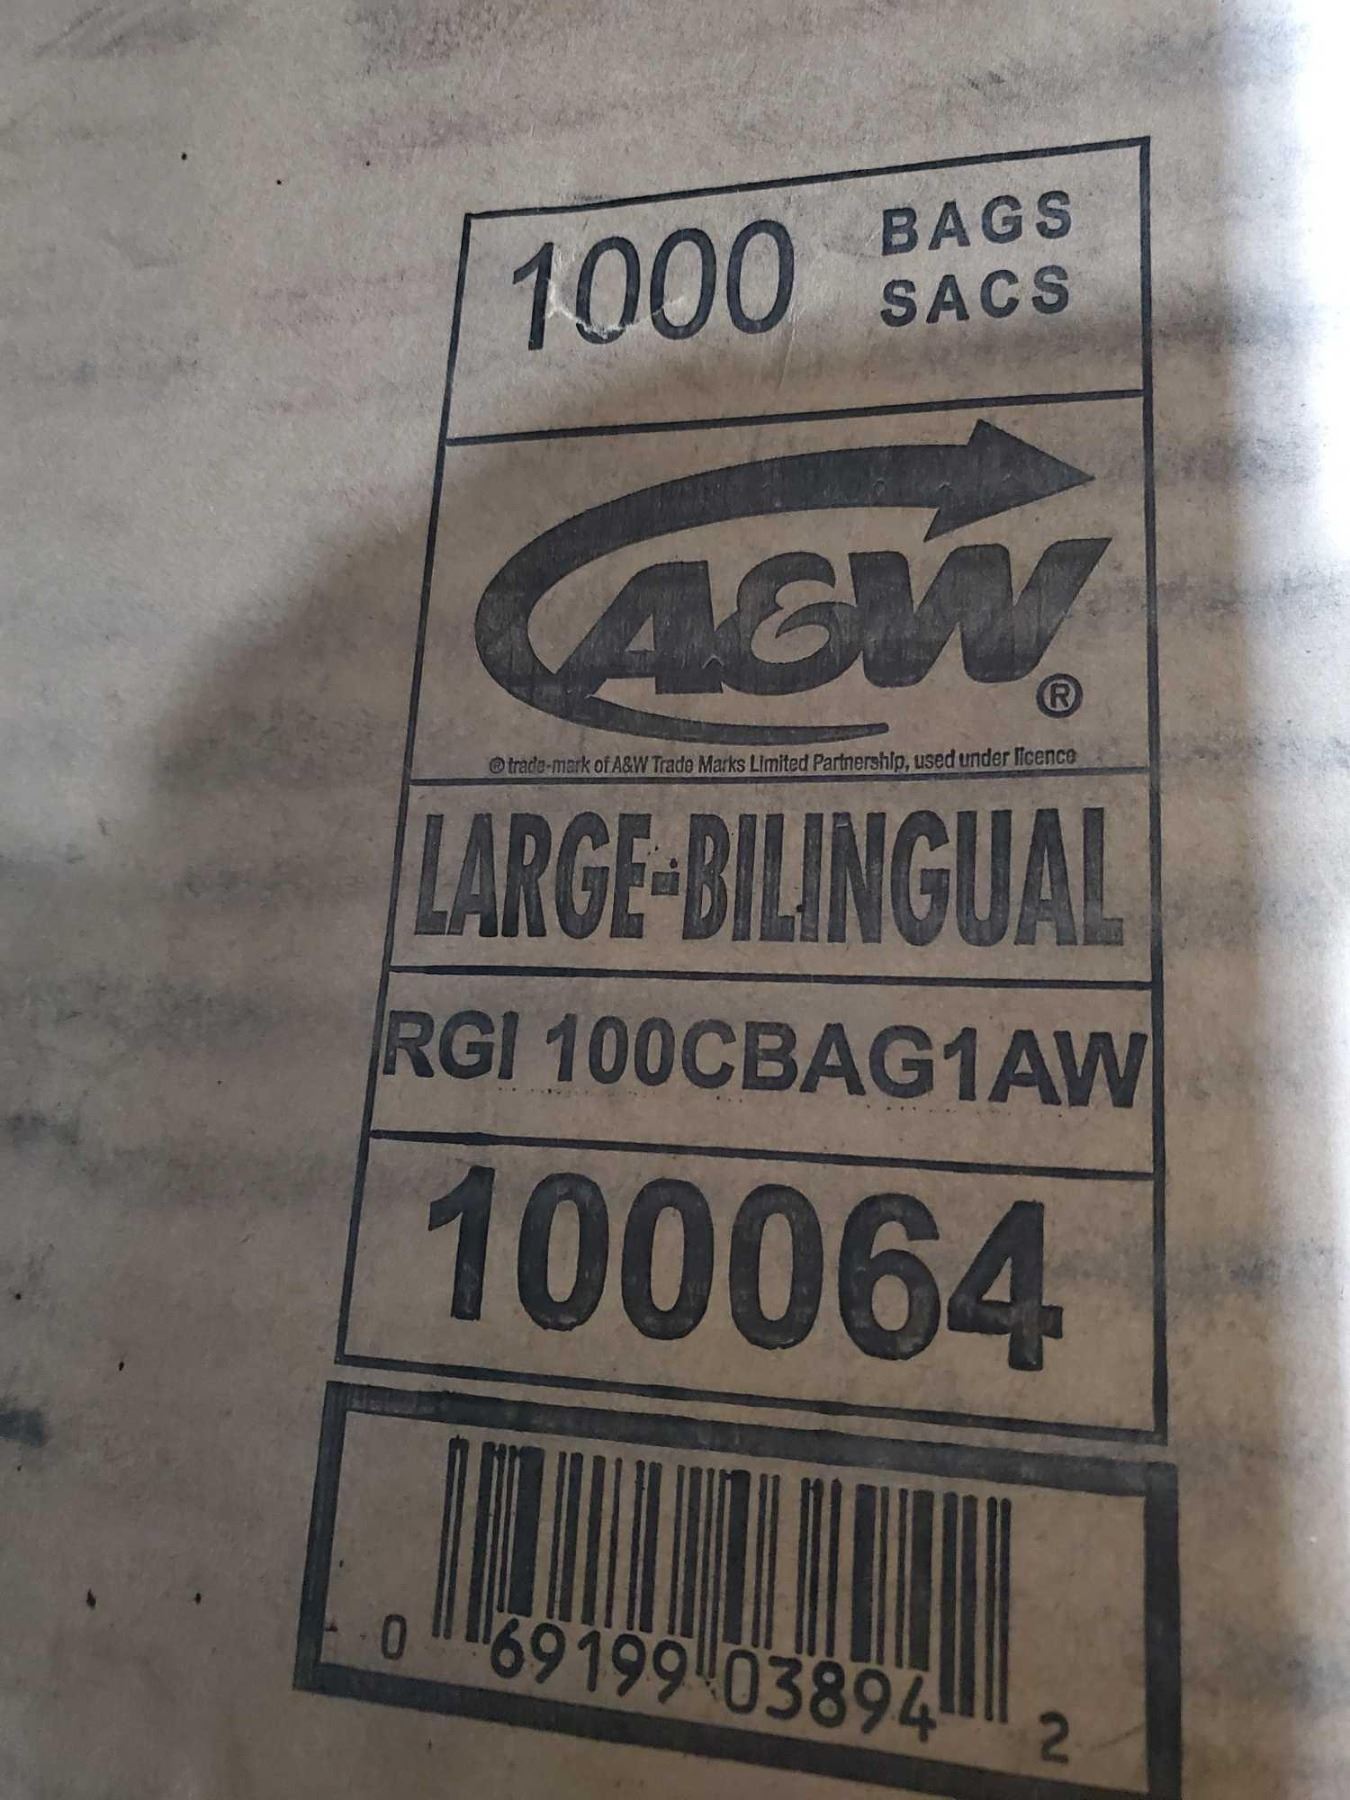 1000 BAGS
SACS
A&W®
® trade-mark of A&W Trade Marks Limited Partnership, used under licence
LARGE-BILINGUAL
RGI 100CBAG1AW
100064
0 69199 03894 2